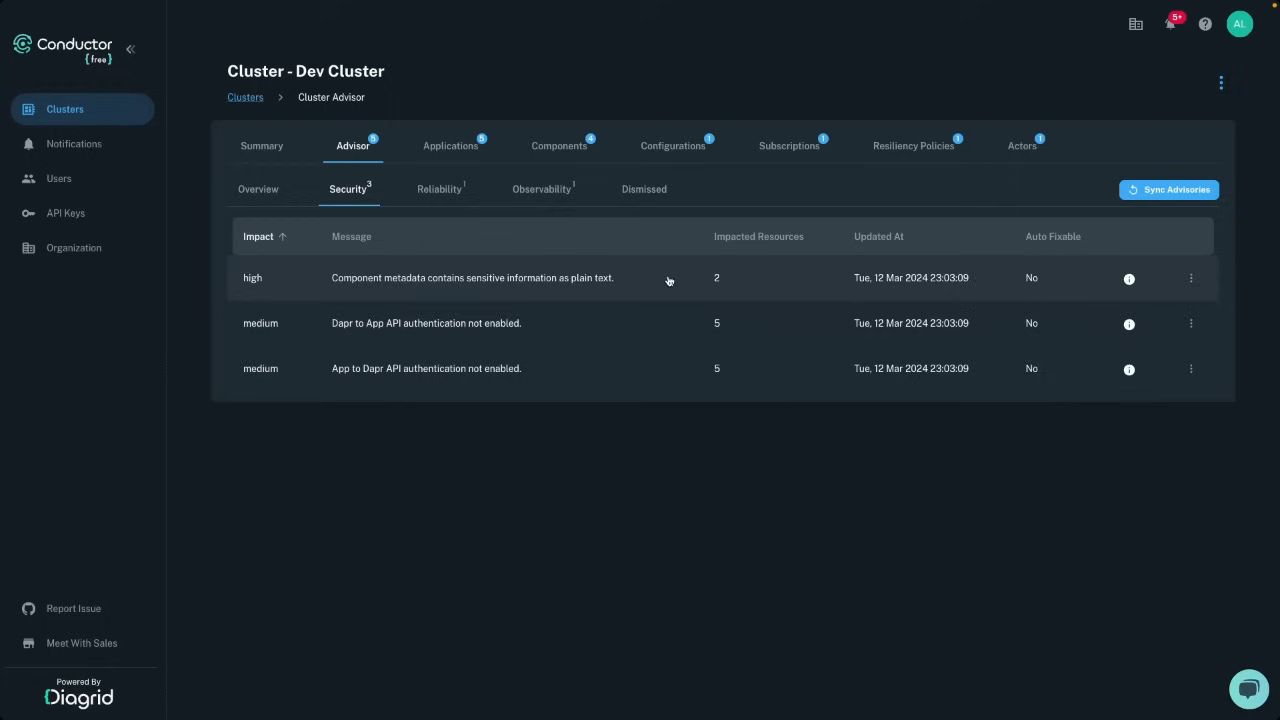 5+
AL
Conductor
{free}
Cluster - Dev Cluster
Clusters > Cluster Advisor
Clusters
Notifications
Users
API Keys
Organization
Summary Advisor 5 Applications 5 Components 4 Configurations 1 Subscriptions 1 Resiliency Policies 1 Actors 1
Overview Security 3 Reliability 1 Observability 1 Dismissed Sync Advisories
Impact Message Impacted Resources Updated At Auto Fixable
high Component metadata contains sensitive information as plain text. 2 Tue, 12 Mar 2024 23:03:09 No
medium Dapr to App API authentication not enabled. 5 Tue, 12 Mar 2024 23:03:09 No
medium App to Dapr API authentication not enabled. 5 Tue, 12 Mar 2024 23:03:09 No
Report Issue
Meet With Sales
Powered By
Diagrid